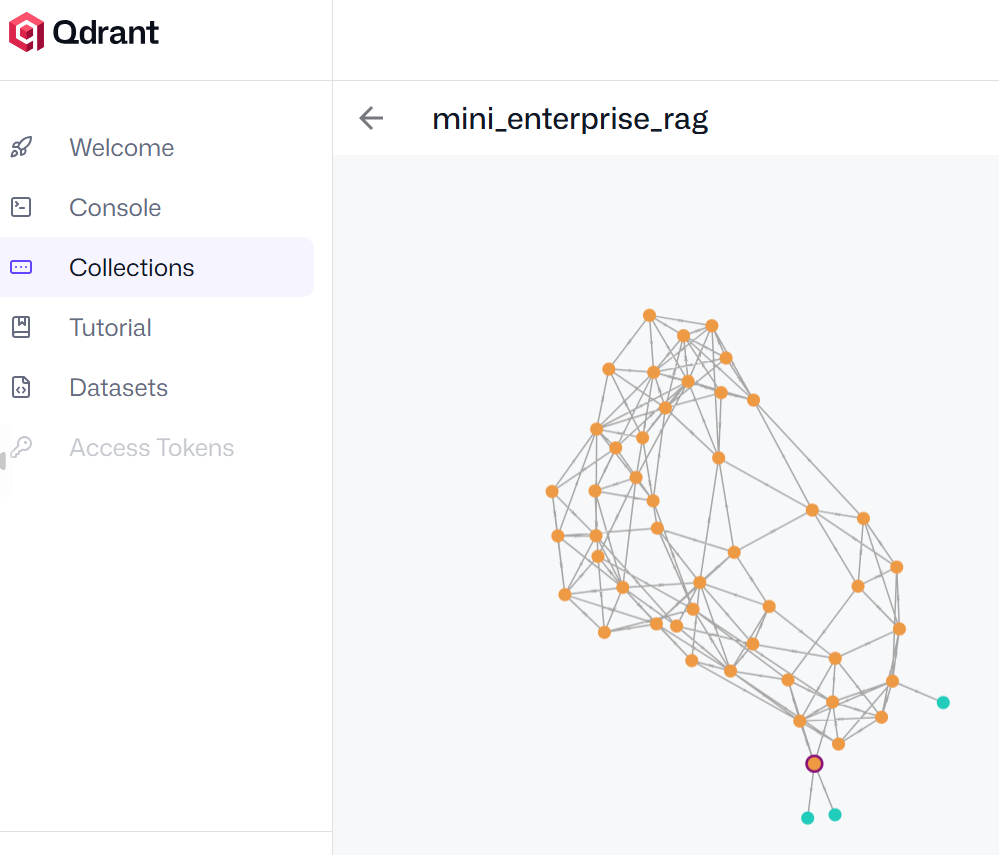 Qdrant
mini_enterprise_rag
Welcome
Console
Collections
Tutorial
Datasets
Access Tokens